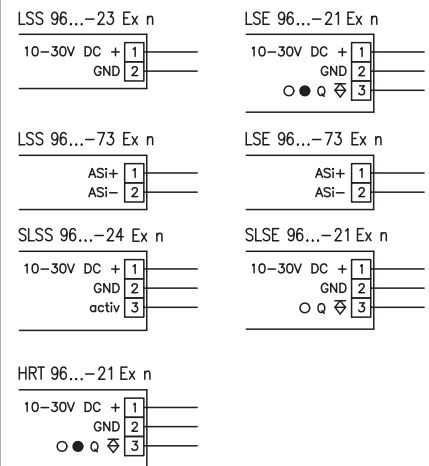 LSS 96...-23 Ex n
10-30V DC + 1
GND 2
LSE 96...-21 Ex n
10-30V DC + 1
GND 2
Q 3
LSS 96...-73 Ex n
ASi+ 1
ASi- 2
LSE 96...-73 Ex n
ASi+ 1
ASi- 2
SLSS 96...-24 Ex n
10-30V DC + 1
GND 2
activ 3
SLSE 96...-21 Ex n
10-30V DC + 1
GND 2
Q 3
HRT 96...-21 Ex n
10-30V DC + 1
GND 2
Q 3